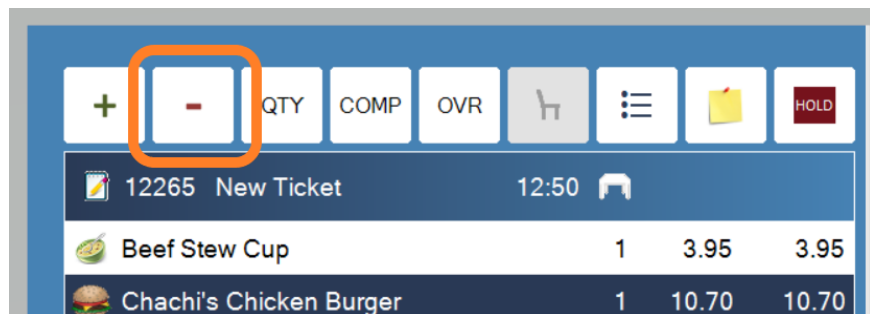 + - QTY COMP OVR HOLD
12265 New Ticket 12:50
Beef Stew Cup 1 3.95 3.95
Chachi's Chicken Burger 1 10.70 10.70